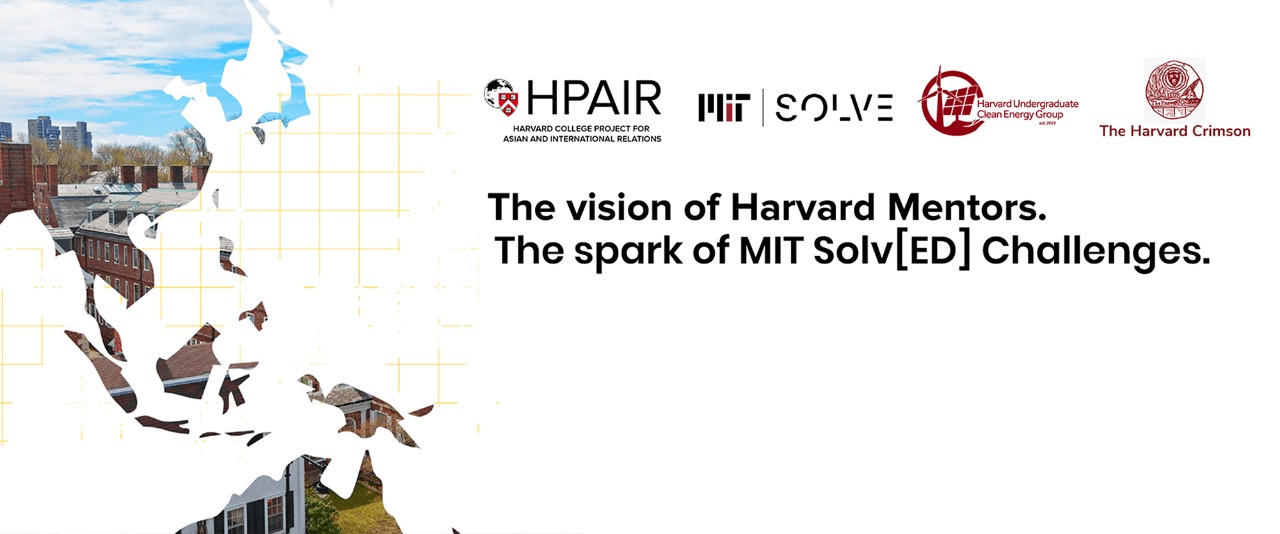 HPAIR
HARVARD COLLEGE PROJECT FOR
ASIAN AND INTERNATIONAL RELATIONS
MIT SOLVE
Harvard Undergraduate
Clean Energy Group
est. 2019
The Harvard Crimson
The vision of Harvard Mentors.
The spark of MIT Solv[ED] Challenges.